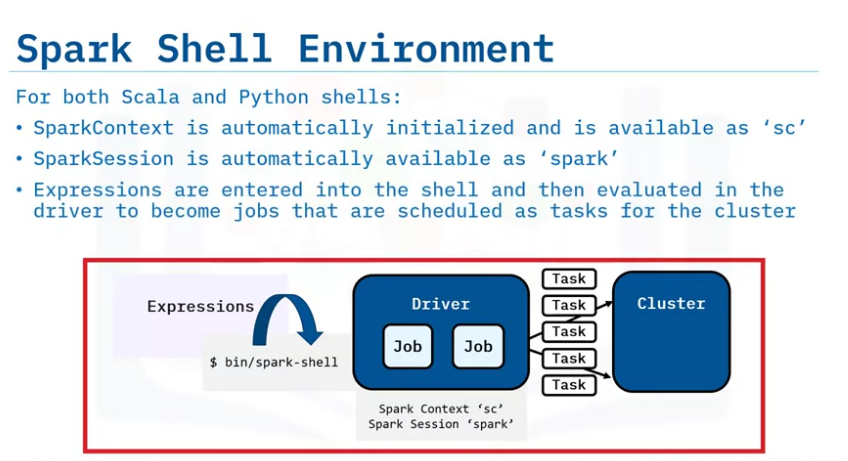 Spark Shell Environment
For both Scala and Python shells:
• SparkContext is automatically initialized and is available as ‘sc’
• SparkSession is automatically available as ‘spark’
• Expressions are entered into the shell and then evaluated in the
driver to become jobs that are scheduled as tasks for the cluster
Expressions
$ bin/spark-shell
Driver
Job
Job
Spark Context ‘sc’
Spark Session ‘spark’
Task
Task
Task
Task
Task
Cluster